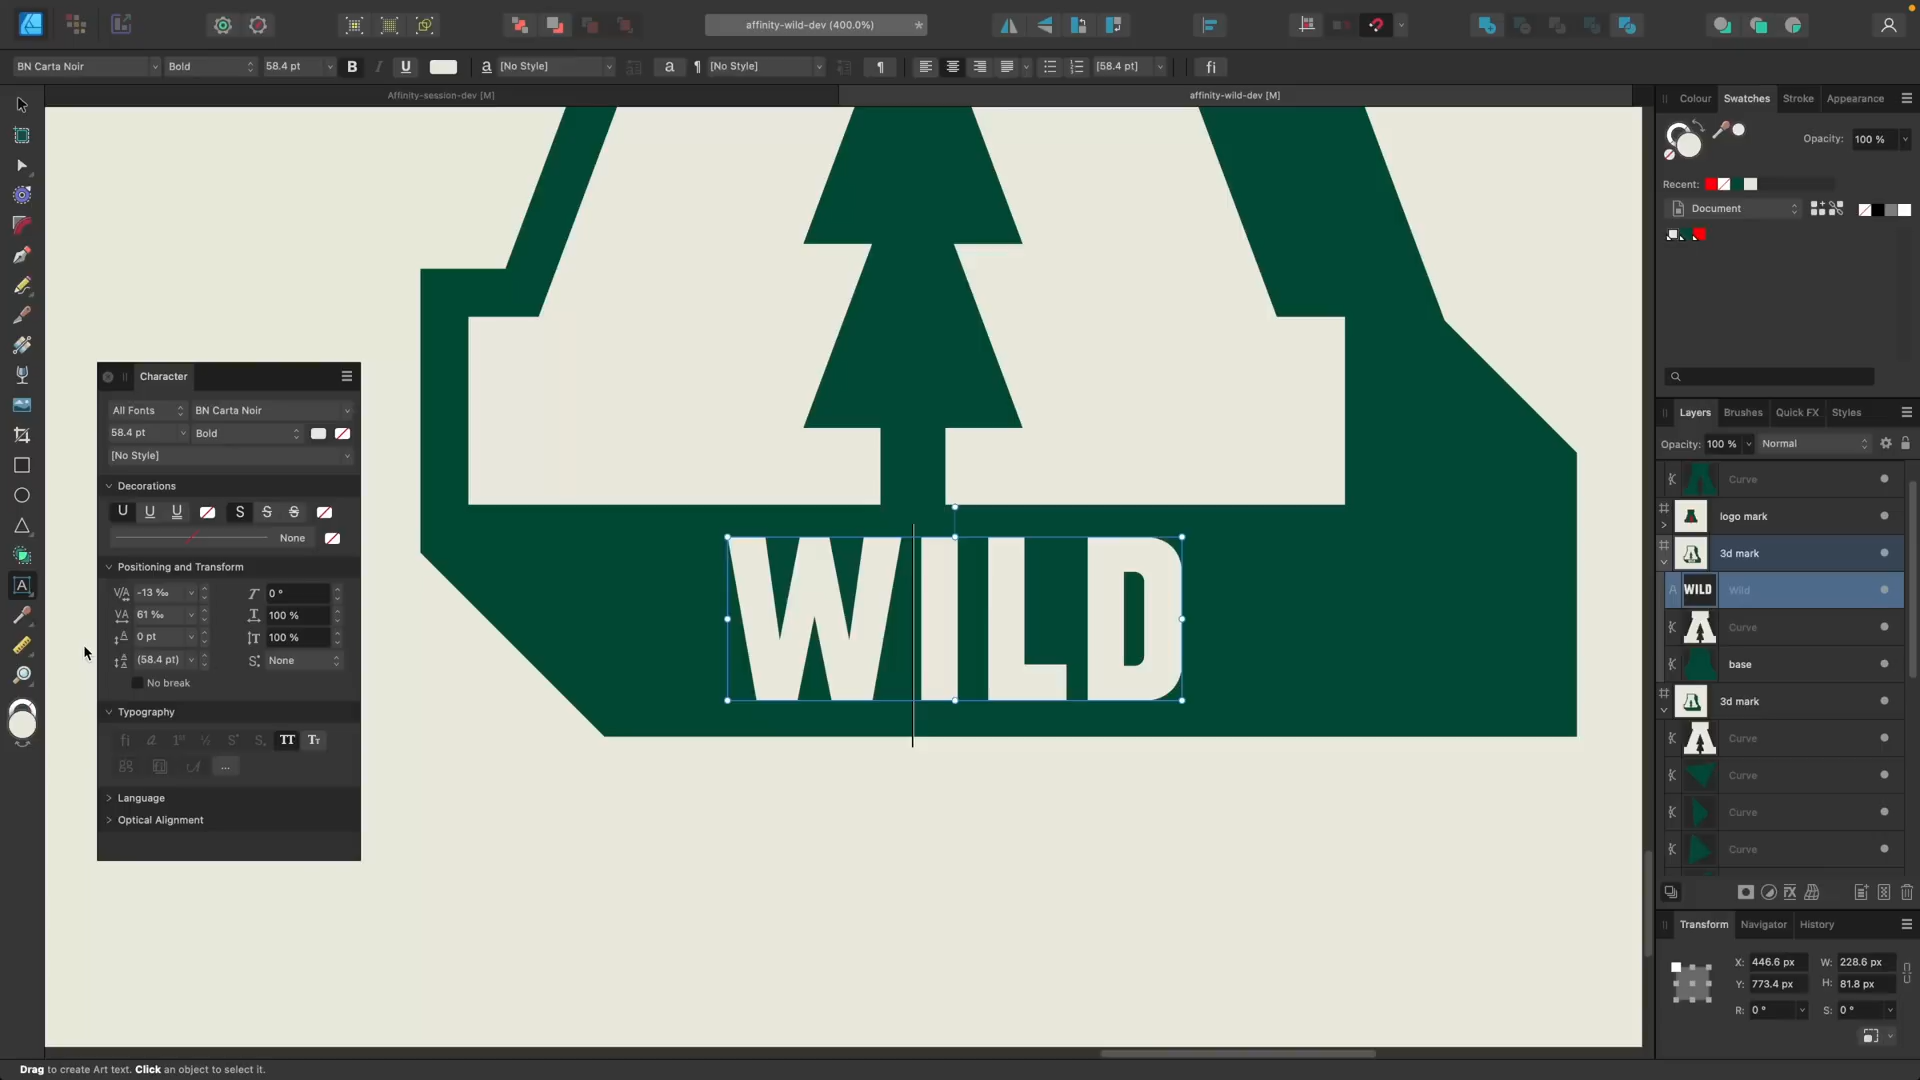 affinity-wild-dev (400.0%)
*
BN Carta Noir
Bold
58.4 pt
B
I
U
a
[No Style]
a
¶
[No Style]
¶
[58.4 pt]
fi
Affinity-session-dev [M]
affinity-wild-dev [M]
Colour
Swatches
Stroke
Appearance
Opacity:
100 %
Recent:
Document
WILD
Character
All Fonts
BN Carta Noir
58.4 pt
Bold
[No Style]
Decorations
U
U
U
S
S
S
None
Positioning and Transform
-13 ‰
0 °
61 ‰
100 %
0 pt
100 %
(58.4 pt)
None
No break
Typography
TT
Tт
...
Language
Optical Alignment
Layers
Brushes
Quick FX
Styles
Opacity:
100 %
Normal
Curve
logo mark
3d mark
WILD
Wild
Curve
base
3d mark
Curve
Curve
Curve
Curve
Transform
Navigator
History
X:
446.6 px
W:
228.6 px
Y:
773.4 px
H:
81.8 px
R:
0 °
S:
0 °
Drag to create Art text. Click an object to select it.